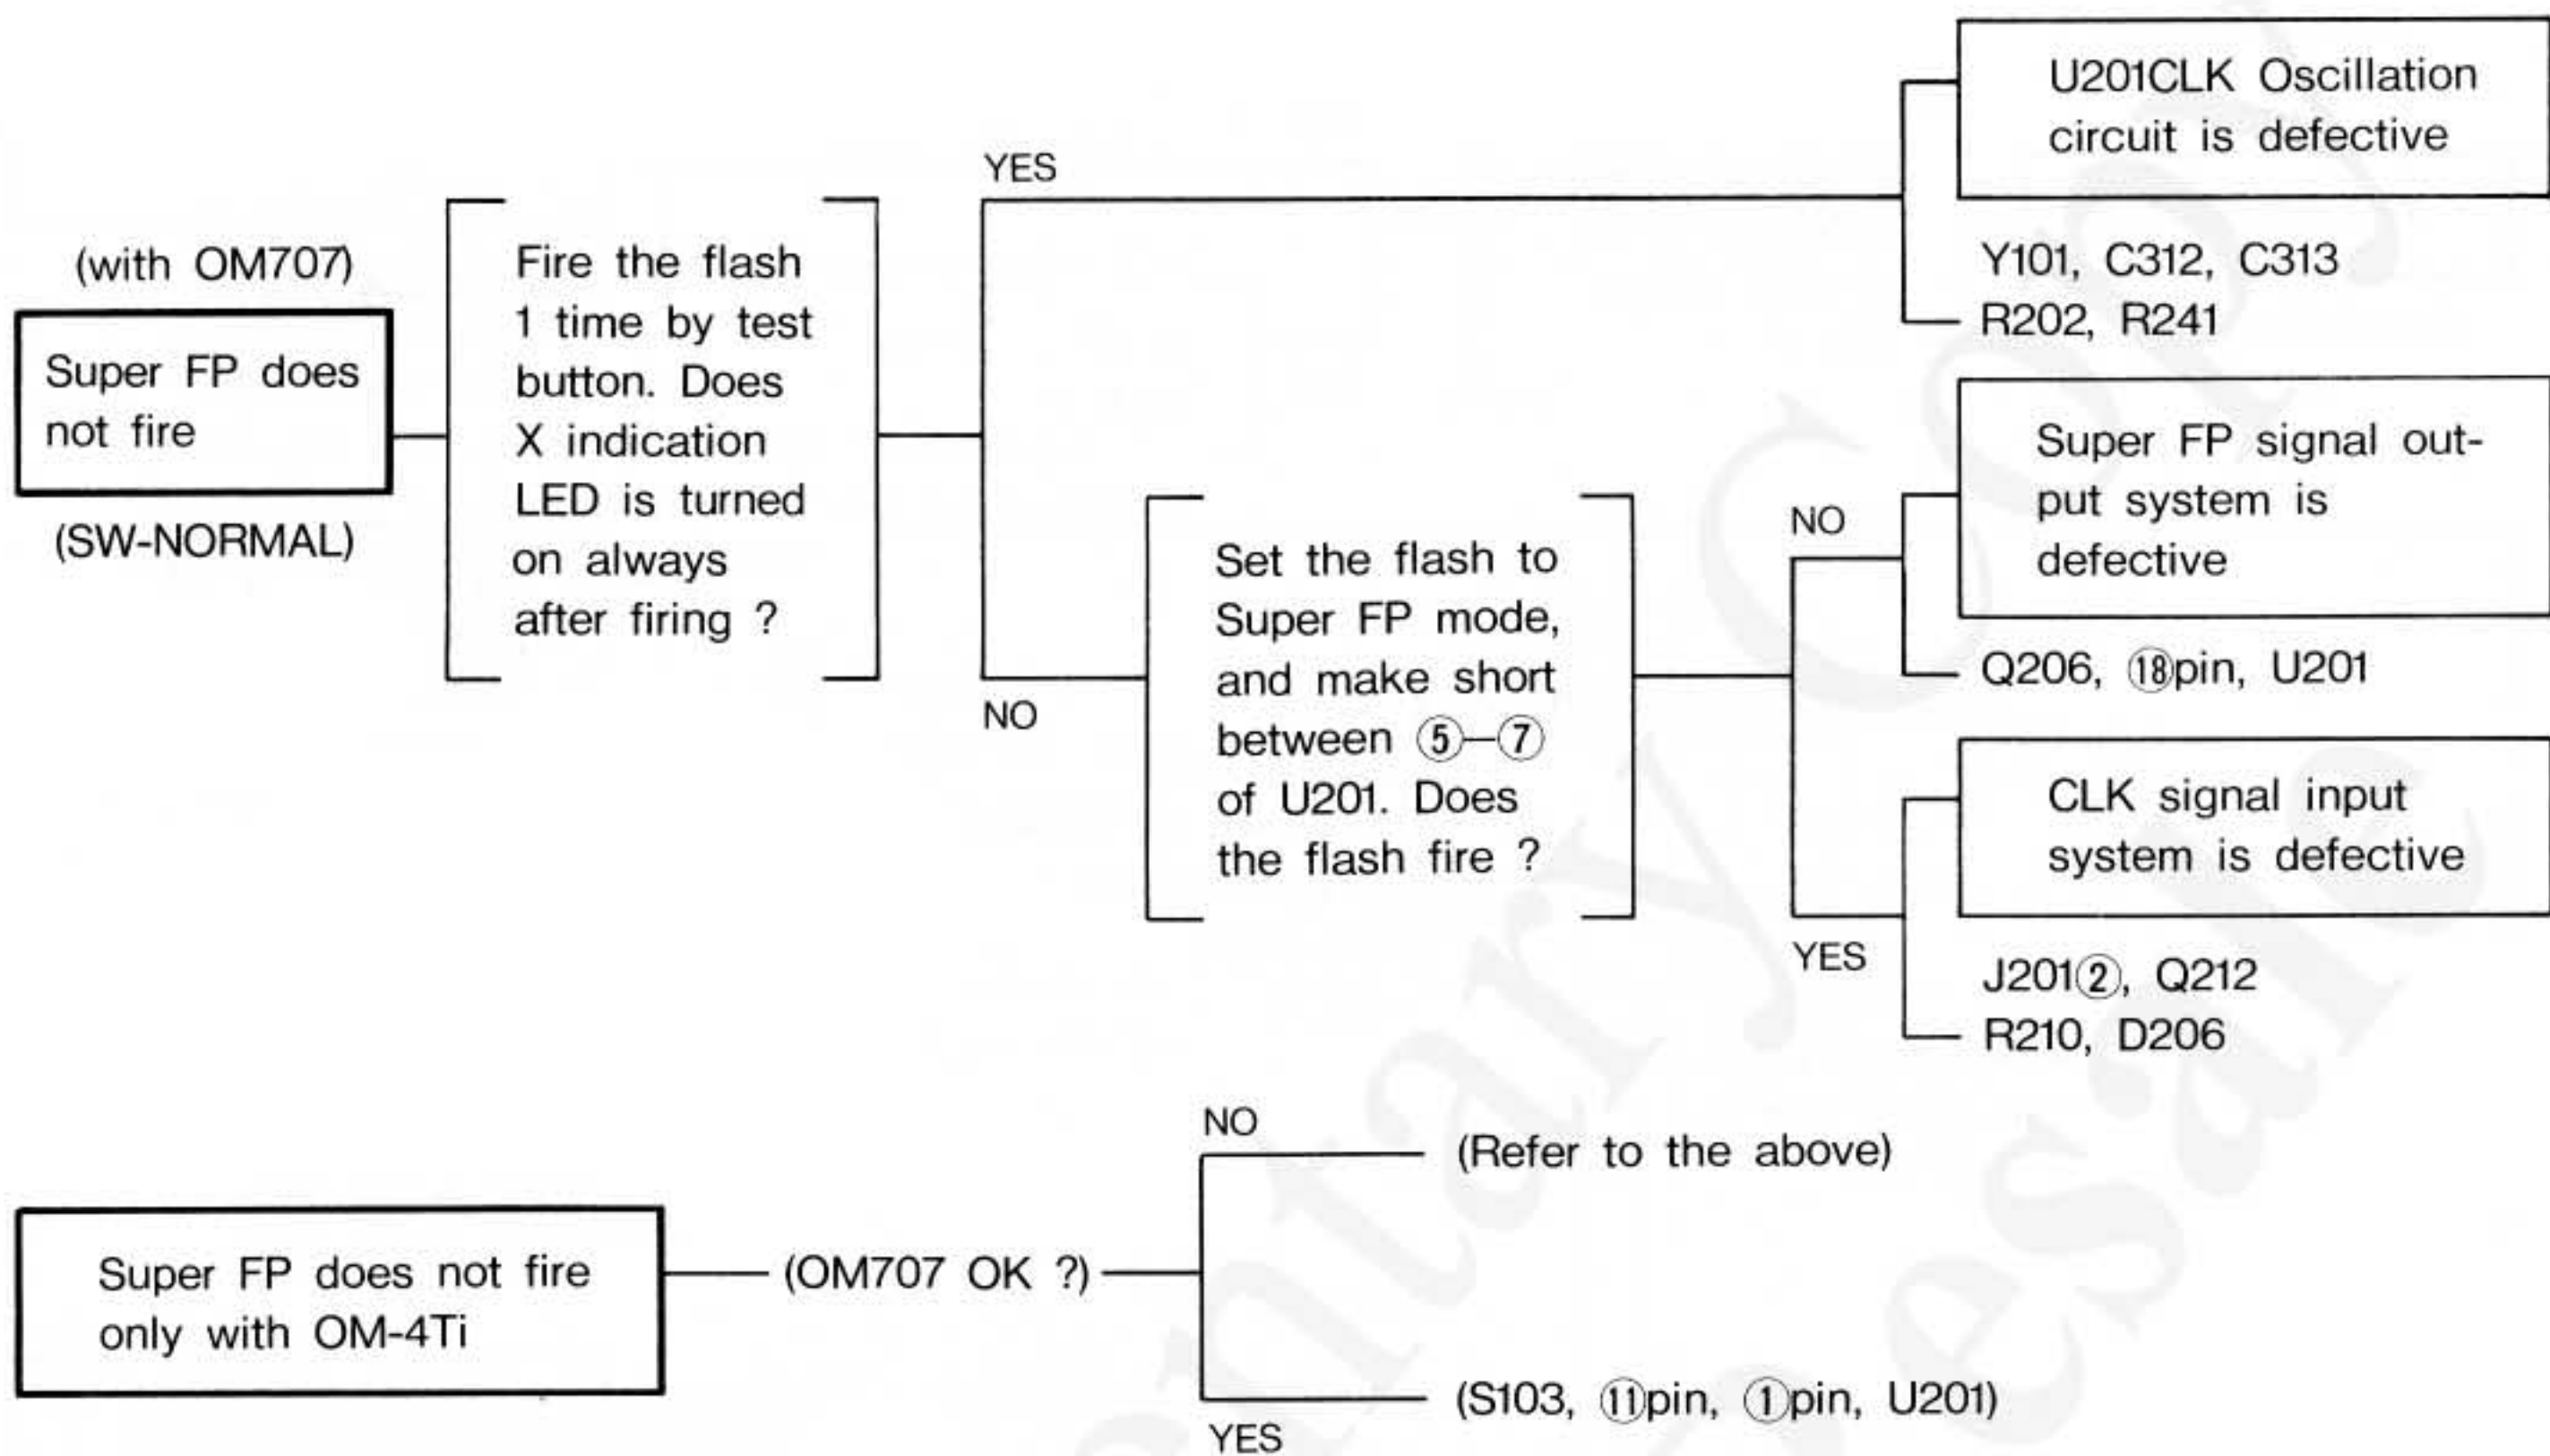 (with OM707)
Super FP does
not fire
(SW-NORMAL)
Fire the flash
1 time by test
button. Does
X indication
LED is turned
on always
after firing ?
YES
U201CLK Oscillation
circuit is defective
Y101, C312, C313
R202, R241
NO
Set the flash to
Super FP mode,
and make short
between ⑤—⑦
of U201. Does
the flash fire ?
NO
Super FP signal out-
put system is
defective
Q206, ⑱pin, U201
YES
CLK signal input
system is defective
J201②, Q212
R210, D206
Super FP does not fire
only with OM-4Ti
(OM707 OK ?)
NO
(Refer to the above)
YES
(S103, ⑪pin, ①pin, U201)